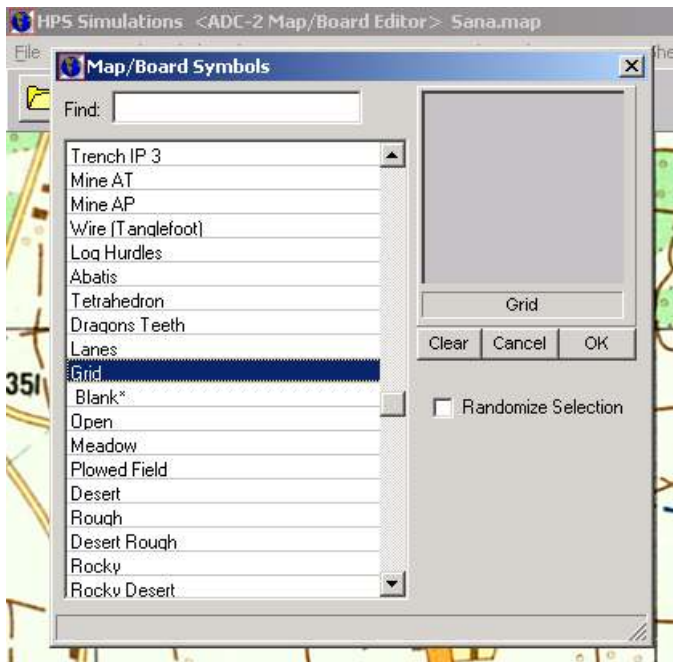 HPS Simulations <ADC-2 Map/Board Editor> Sana.map
File
Map/Board Symbols
Find:
Trench IP 3
Mine AT
Mine AP
Wire (Tanglefoot)
Log Hurdles
Abatis
Tetrahedron
Dragons Teeth
Lanes
Grid
Blank*
Open
Meadow
Plowed Field
Desert
Rough
Desert Rough
Rocky
Rocky Desert
Grid
Clear Cancel OK
Randomize Selection
351